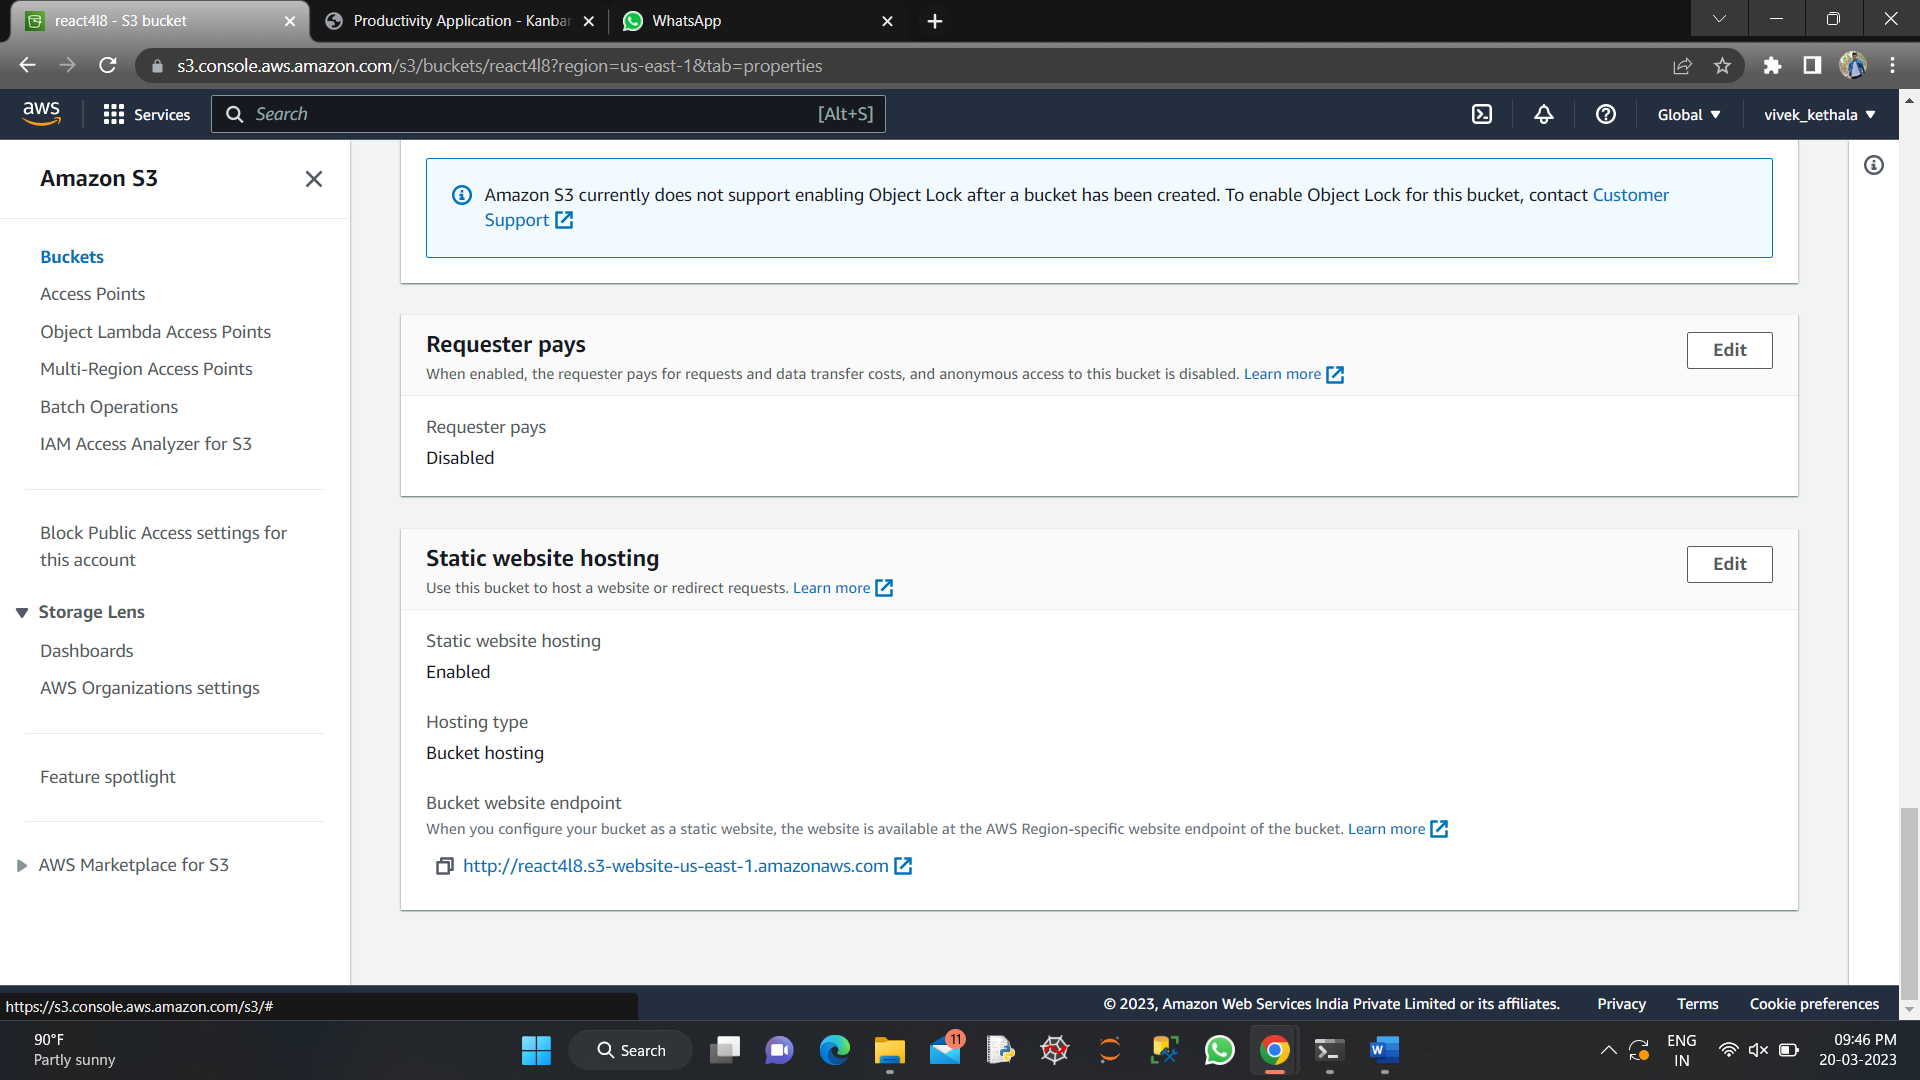 react4l8 - S3 bucket
Productivity Application - Kanban
WhatsApp
s3.console.aws.amazon.com/s3/buckets/react4l8?region=us-east-1&tab=properties
aws
Services
Search
[Alt+S]
Global
vivek_kethala
Amazon S3
Buckets
Access Points
Object Lambda Access Points
Multi-Region Access Points
Batch Operations
IAM Access Analyzer for S3
Block Public Access settings for
this account
Storage Lens
Dashboards
AWS Organizations settings
Feature spotlight
AWS Marketplace for S3
Amazon S3 currently does not support enabling Object Lock after a bucket has been created. To enable Object Lock for this bucket, contact Customer
Support
Requester pays
Edit
When enabled, the requester pays for requests and data transfer costs, and anonymous access to this bucket is disabled. Learn more
Requester pays
Disabled
Static website hosting
Edit
Use this bucket to host a website or redirect requests. Learn more
Static website hosting
Enabled
Hosting type
Bucket hosting
Bucket website endpoint
When you configure your bucket as a static website, the website is available at the AWS Region-specific website endpoint of the bucket. Learn more
http://react4l8.s3-website-us-east-1.amazonaws.com
https://s3.console.aws.amazon.com/s3/#
© 2023, Amazon Web Services India Private Limited or its affiliates.
Privacy
Terms
Cookie preferences
90°F
Partly sunny
Search
11
ENG
IN
09:46 PM
20-03-2023